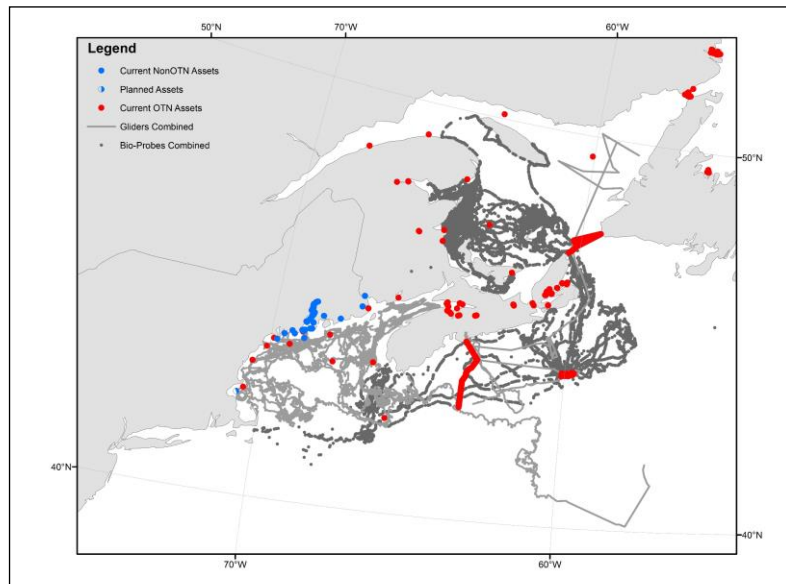 50°N
70°W
60°W
Legend
Current NonOTN Assets
Planned Assets
Current OTN Assets
Gliders Combined
Bio-Probes Combined
50°N
40°N
40°N
70°W
60°W